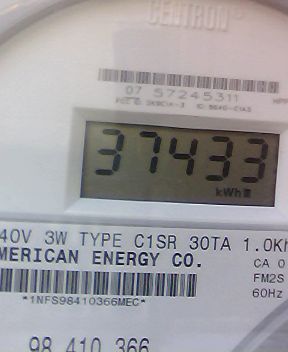 CENTRON
07 57245311
37433
kWh
40V 3W TYPE C1SR 30TA 1.0Kh
MERICAN ENERGY CO. CA 0
FM2S
*1NFS98410366MEC* 60Hz
98 410 366